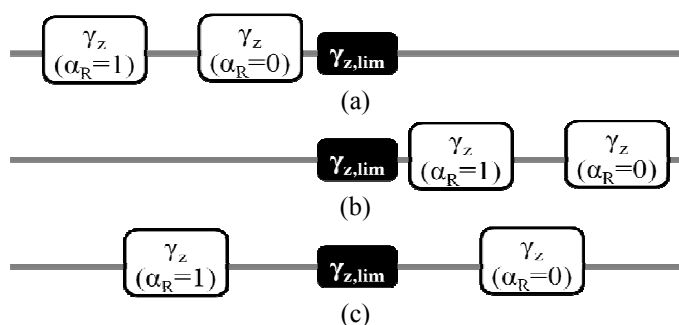 γz (αR=1) γz (αR=0) γz,lim
(a)
γz,lim γz (αR=1) γz (αR=0)
(b)
γz (αR=1) γz,lim γz (αR=0)
(c)